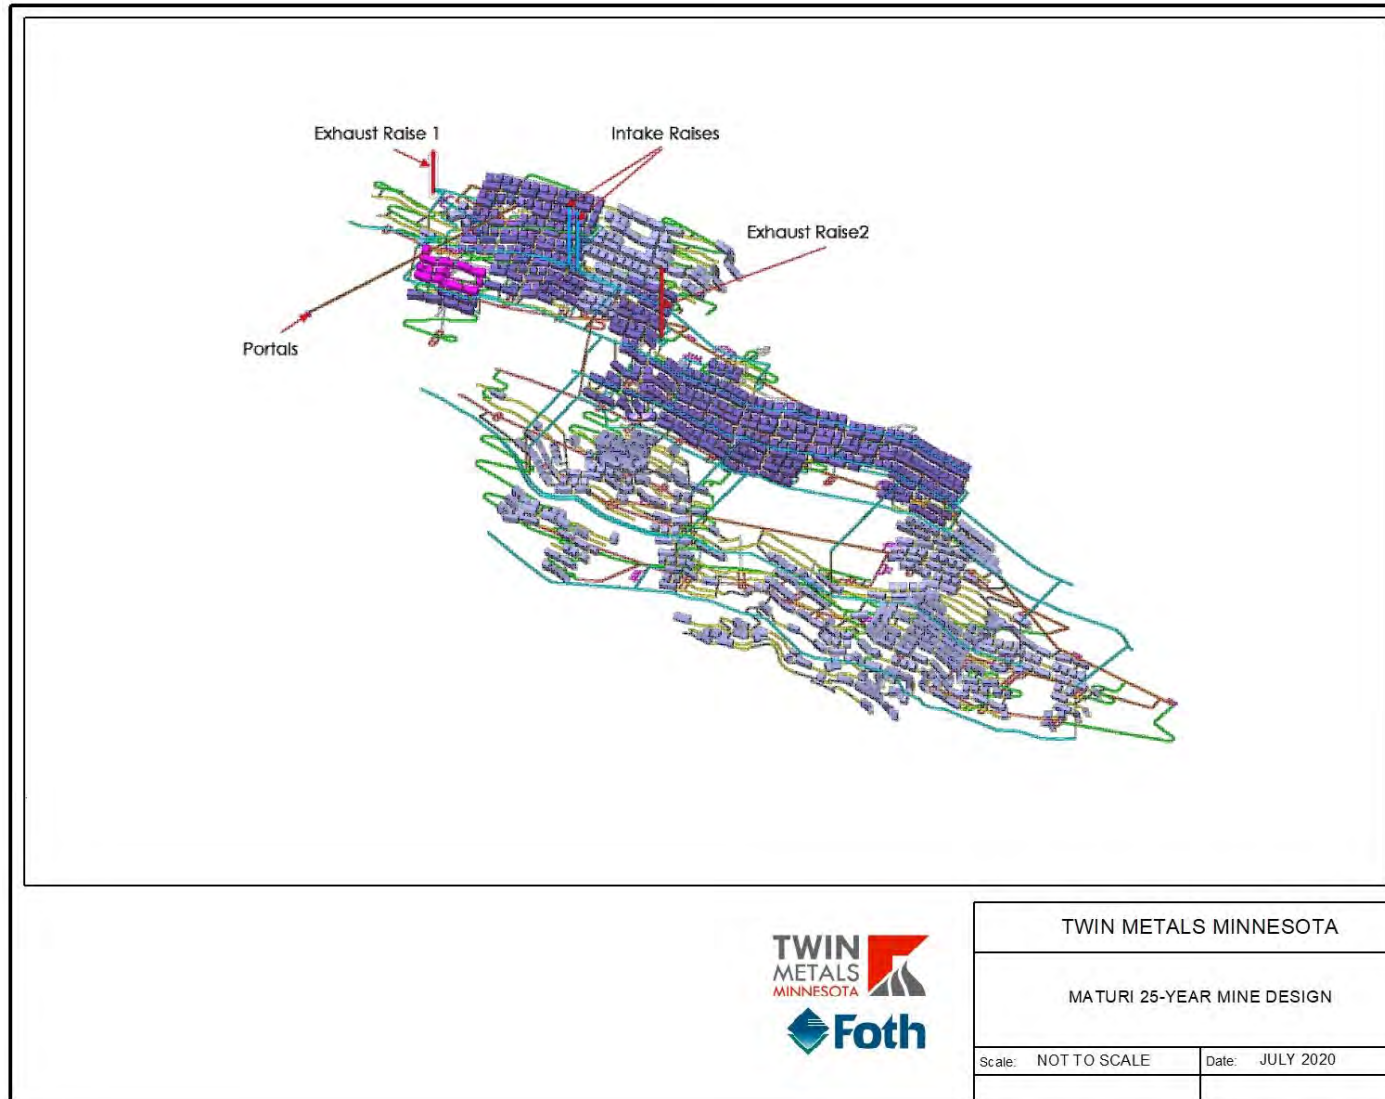 Exhaust Raise 1
Intake Raises
Exhaust Raise2
Portals
TWIN
METALS
MINNESOTA
Foth
TWIN METALS MINNESOTA
MATURI 25-YEAR MINE DESIGN
Scale: NOT TO SCALE
Date: JULY 2020